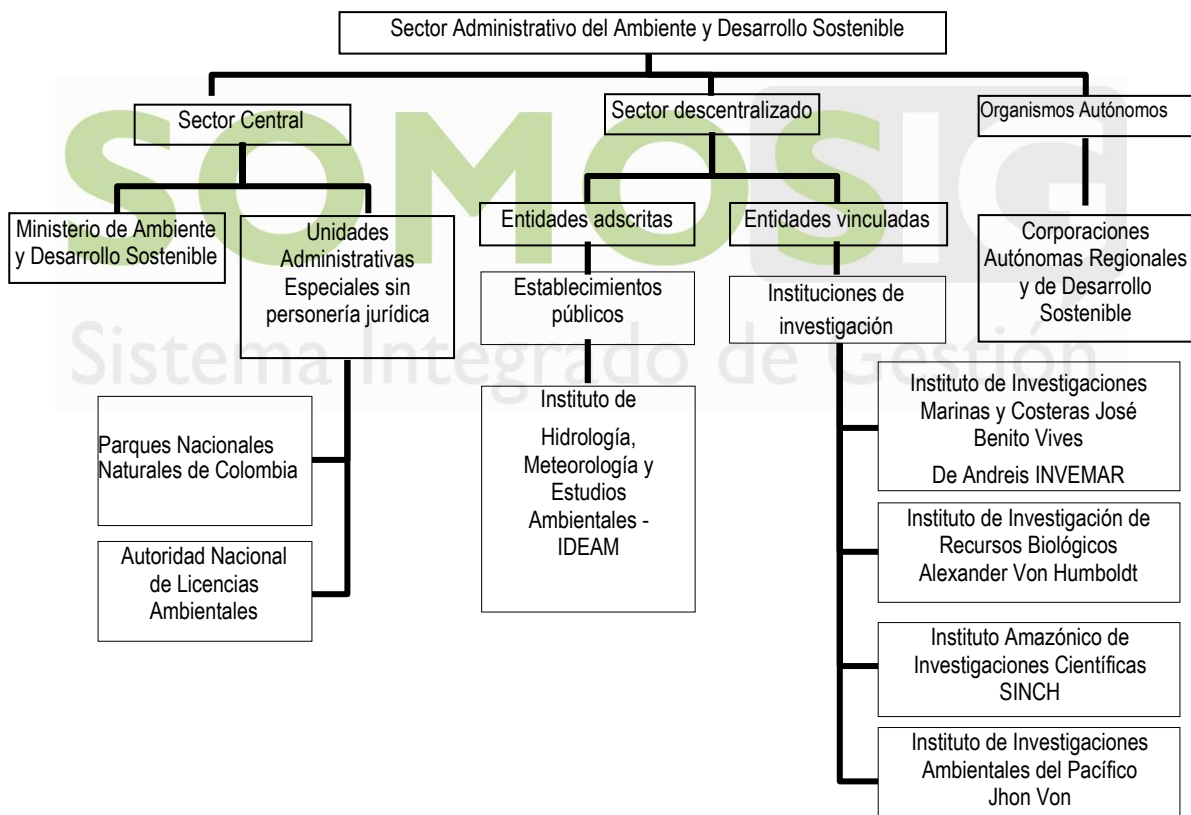 Sector Administrativo del Ambiente y Desarrollo Sostenible
Sector Central
Sector descentralizado
Organismos Autónomos
Ministerio de Ambiente
y Desarrollo Sostenible
Unidades
Administrativas
Especiales sin
personería jurídica
Entidades adscritas
Entidades vinculadas
Corporaciones
Autónomas Regionales
y de Desarrollo
Sostenible
Establecimientos
públicos
Instituciones de
investigación
Parques Nacionales
Naturales de Colombia
Autoridad Nacional
de Licencias
Ambientales
Instituto de
Hidrología,
Meteorología y
Estudios
Ambientales -
IDEAM
Instituto de Investigaciones
Marinas y Costeras José
Benito Vives
De Andreis INVEMAR
Instituto de Investigación de
Recursos Biológicos
Alexander Von Humboldt
Instituto Amazónico de
Investigaciones Científicas
SINCH
Instituto de Investigaciones
Ambientales del Pacífico
Jhon Von
SOMOSIG
Sistema Integrado de Gestión